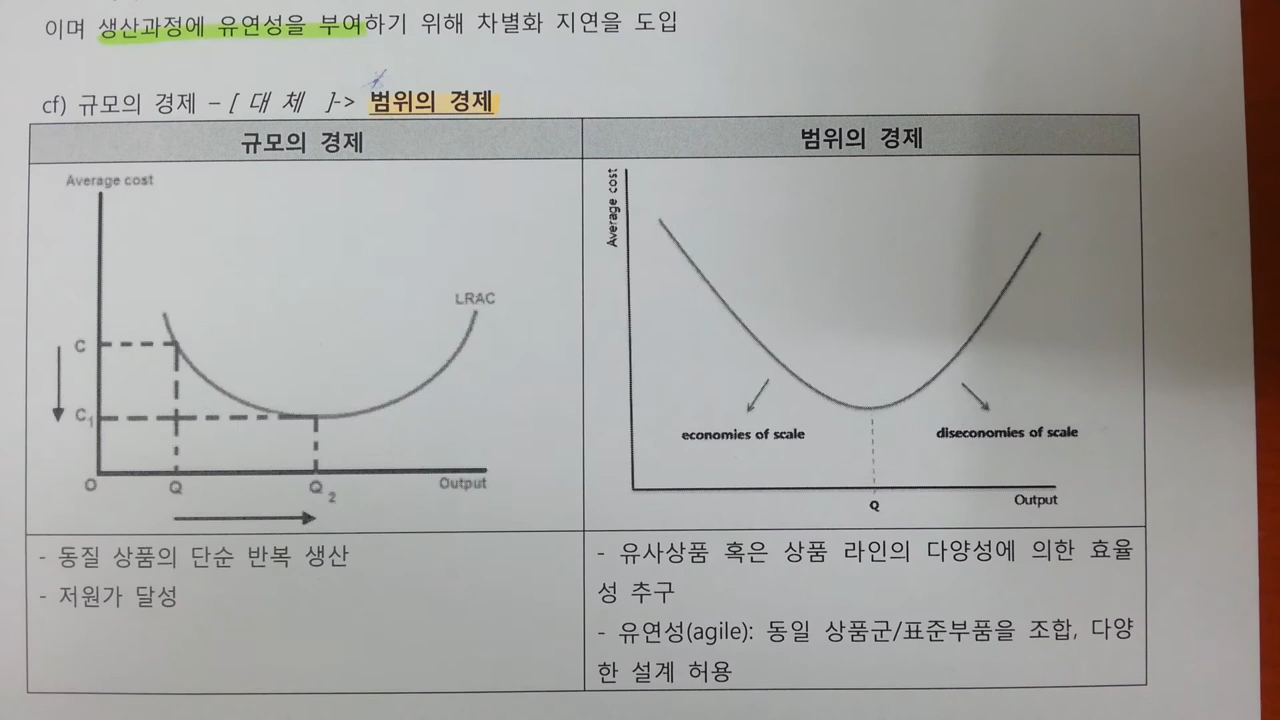 이며 생산과정에 유연성을 부여하기 위해 차별화 지연을 도입
cf) 규모의 경제 – [ 대 체 ]-> 범위의 경제
규모의 경제
Average cost
LRAC
C
C1
O
Q
Q 2
Output
- 동질 상품의 단순 반복 생산
- 저원가 달성
범위의 경제
Average cost
economies of scale
diseconomies of scale
Q
Output
- 유사상품 혹은 상품 라인의 다양성에 의한 효율
성 추구
- 유연성(agile): 동일 상품군/표준부품을 조합, 다양
한 설계 허용